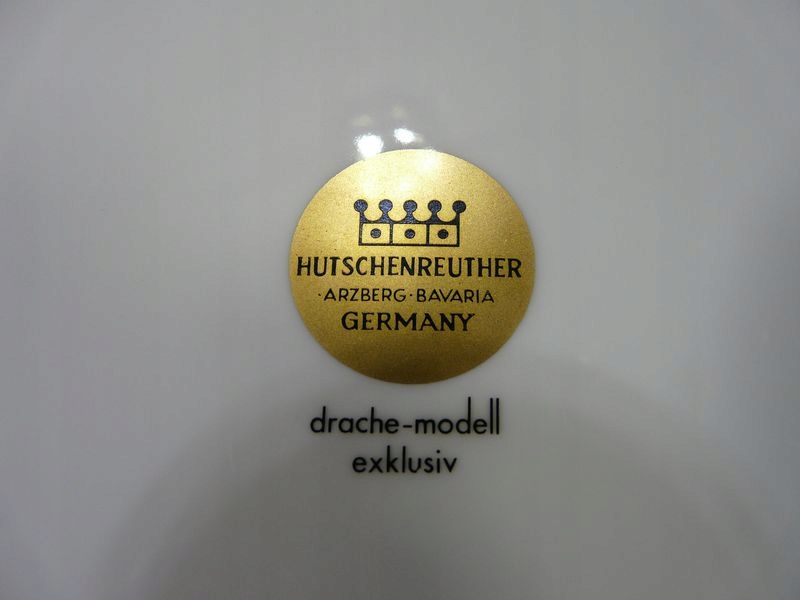 HUTSCHENREUTHER
·ARZBERG·BAVARIA
GERMANY
drache-modell
exklusiv